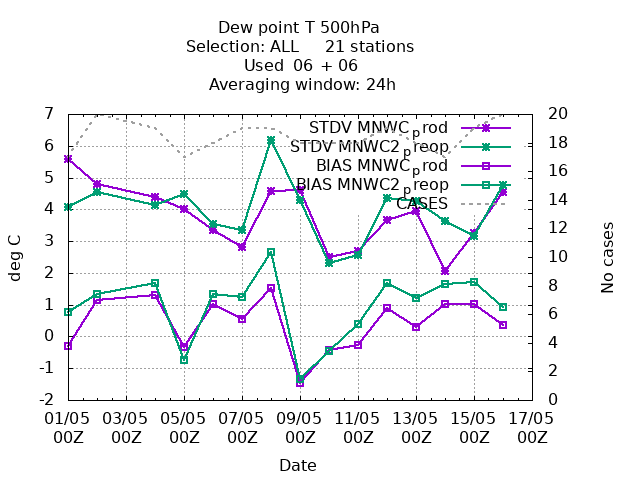 Dew point T 500hPa
Selection: ALL 21 stations
Used 06 + 06
Averaging window: 24h
STDV MNWC_prod
STDV MNWC2_preop
BIAS MNWC_prod
BIAS MNWC2_preop
CASES
7
6
5
4
3
2
1
0
-1
-2
deg C
20
18
16
14
12
10
8
6
4
2
0
No cases
01/05 03/05 05/05 07/05 09/05 11/05 13/05 15/05 17/05
00Z 00Z 00Z 00Z 00Z 00Z 00Z 00Z 00Z
Date